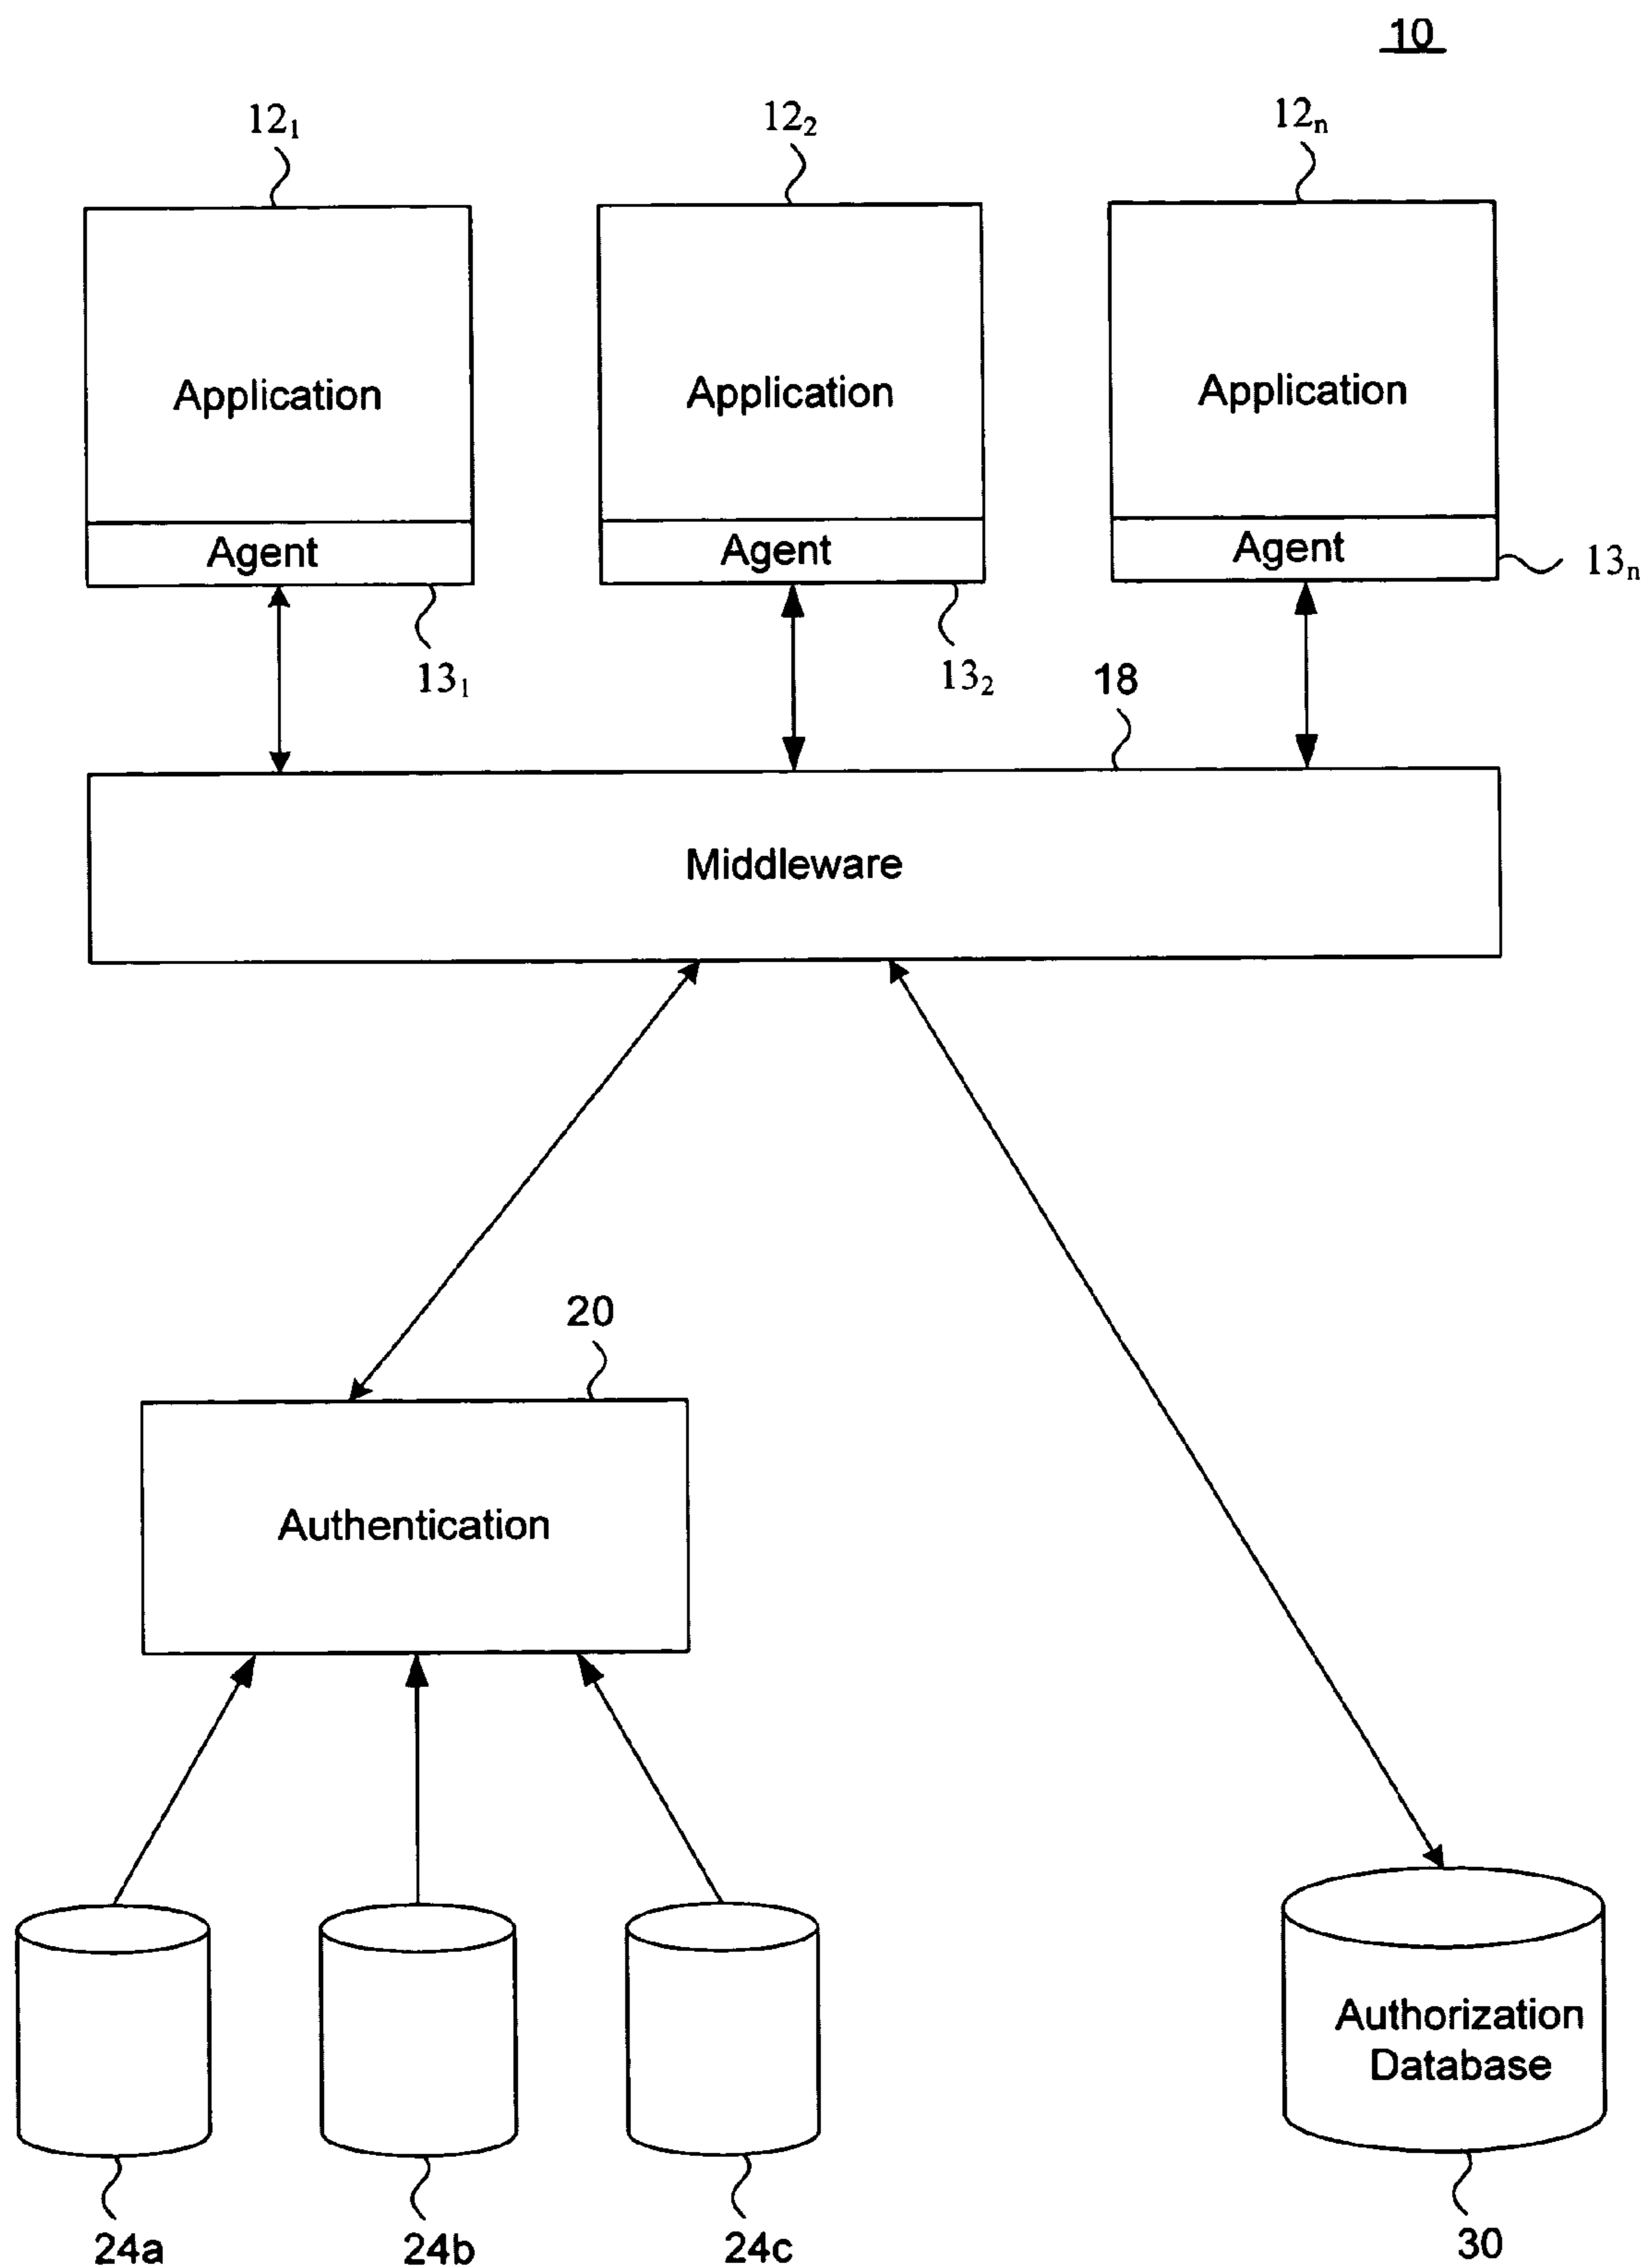 10
12₁ 12₂ 12ₙ
Application Application Application
Agent Agent Agent 13ₙ
13₁ 13₂ 18
Middleware
20
Authentication
Authorization
Database
24a 24b 24c 30